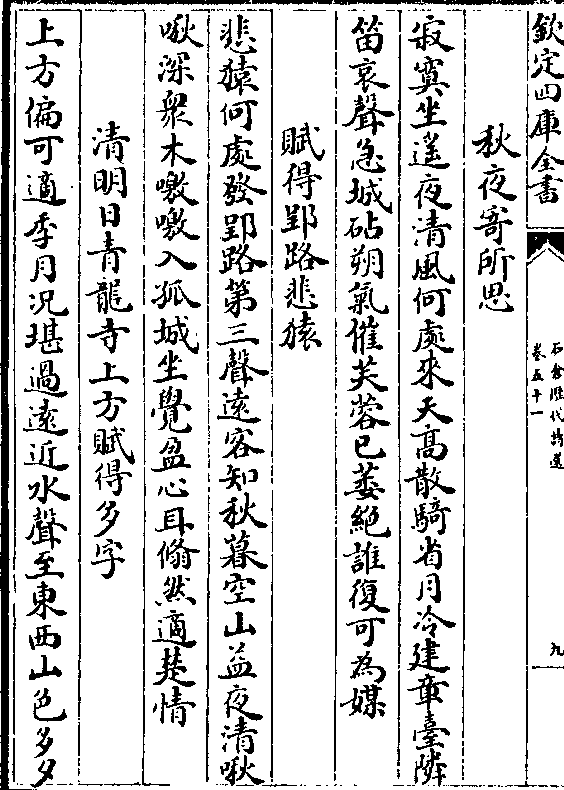 欽定四庫全書
石倉歷代詩選
卷五十一
九
秋夜寄所思
寂寞坐遙夜清風何處來天高散騎省月冷建章臺隣
笛哀聲急城砧朔氣催芙蓉已萎絶誰復可為媒
賦得郢路悲猿
悲猿何處發郢路第三聲遠客知秋暮空山益夜清啾
啾深衆木噭噭入孤城坐覺盈心耳翛然適楚情
清明日青龍寺上方賦得多字
上方偏可適季月况堪過遠近水聲至東西山色多夕